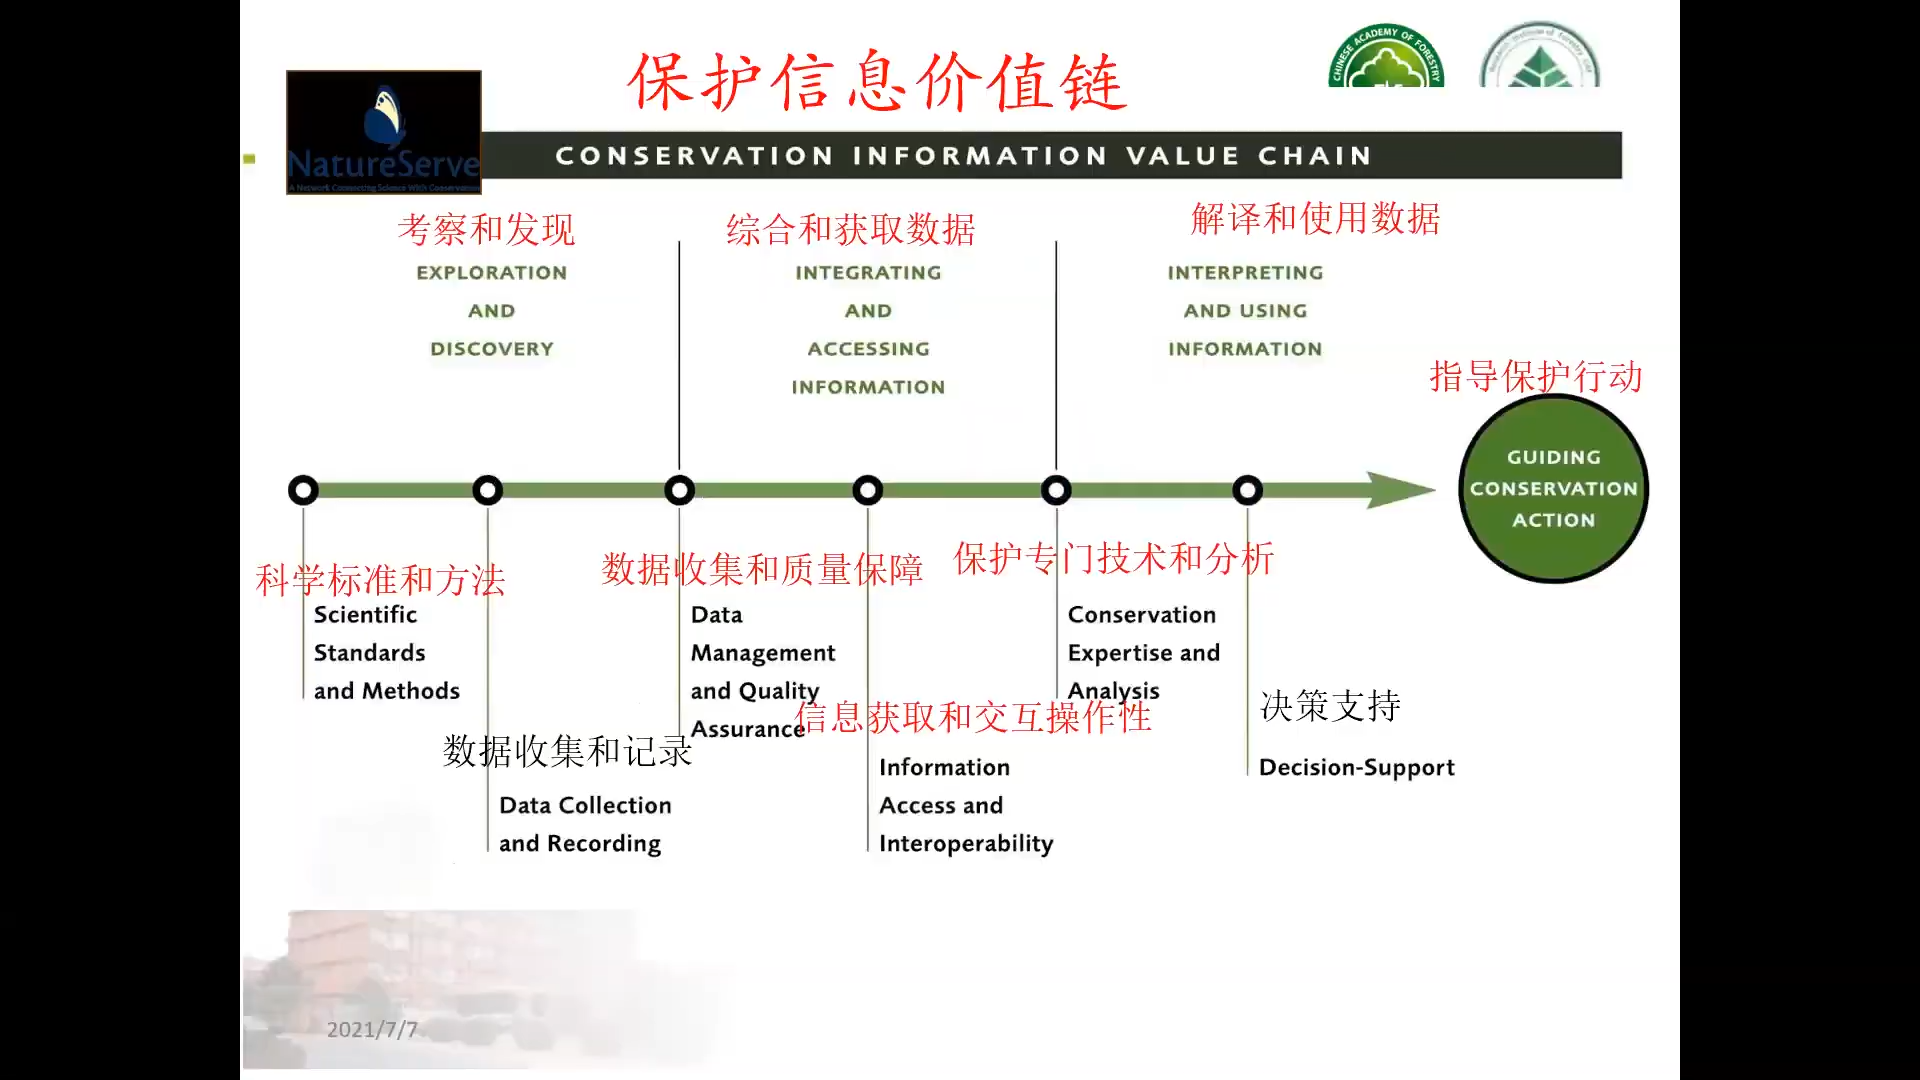 保护信息价值链
CHINESE ACADEMY OF FORESTRY
NatureServe
A Network Connecting Science With Conservation
CONSERVATION INFORMATION VALUE CHAIN
考察和发现
EXPLORATION
AND
DISCOVERY
综合和获取数据
INTEGRATING
AND
ACCESSING
INFORMATION
解译和使用数据
INTERPRETING
AND USING
INFORMATION
指导保护行动
GUIDING
CONSERVATION
ACTION
科学标准和方法
Scientific
Standards
and Methods
数据收集和记录
Data Collection
and Recording
数据收集和质量保障
Data
Management
and Quality
Assurance
信息获取和交互操作性
Information
Access and
Interoperability
保护专门技术和分析
Conservation
Expertise and
Analysis
决策支持
Decision-Support
2021/7/7